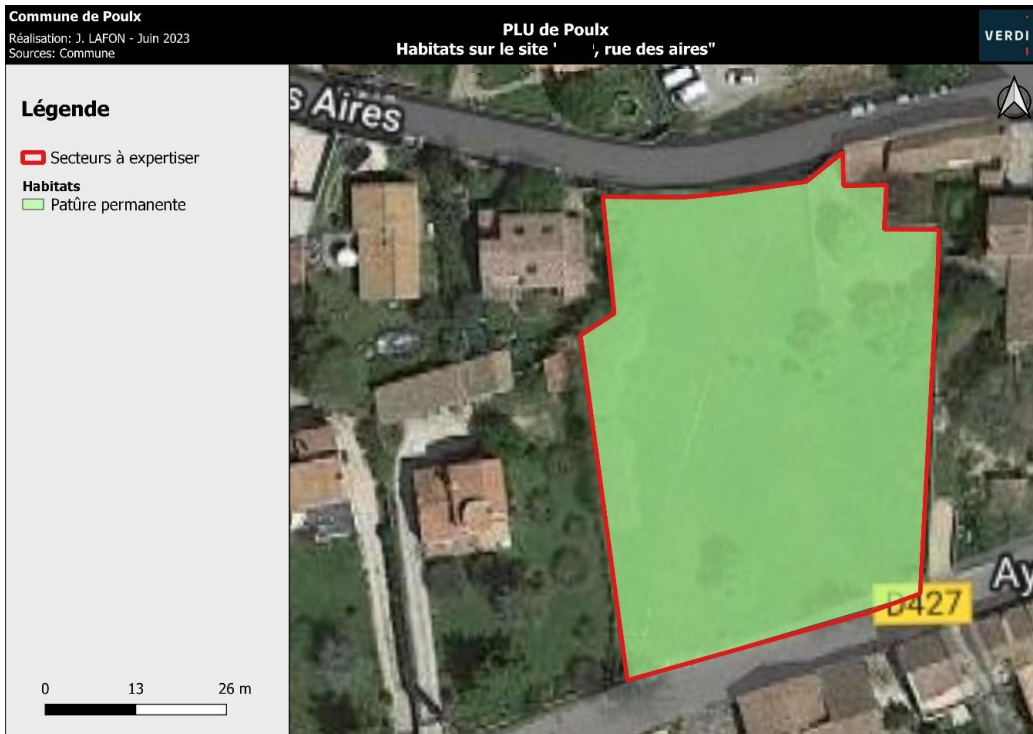 Commune de Poulx
Réalisation: J. LAFON - Juin 2023
Sources: Commune
PLU de Poulx
Habitats sur le site ' ', rue des aires"
VERDI
Légende
Secteurs à expertiser
Habitats
Patûre permanente
s Aires
Ay
D427
0 13 26 m